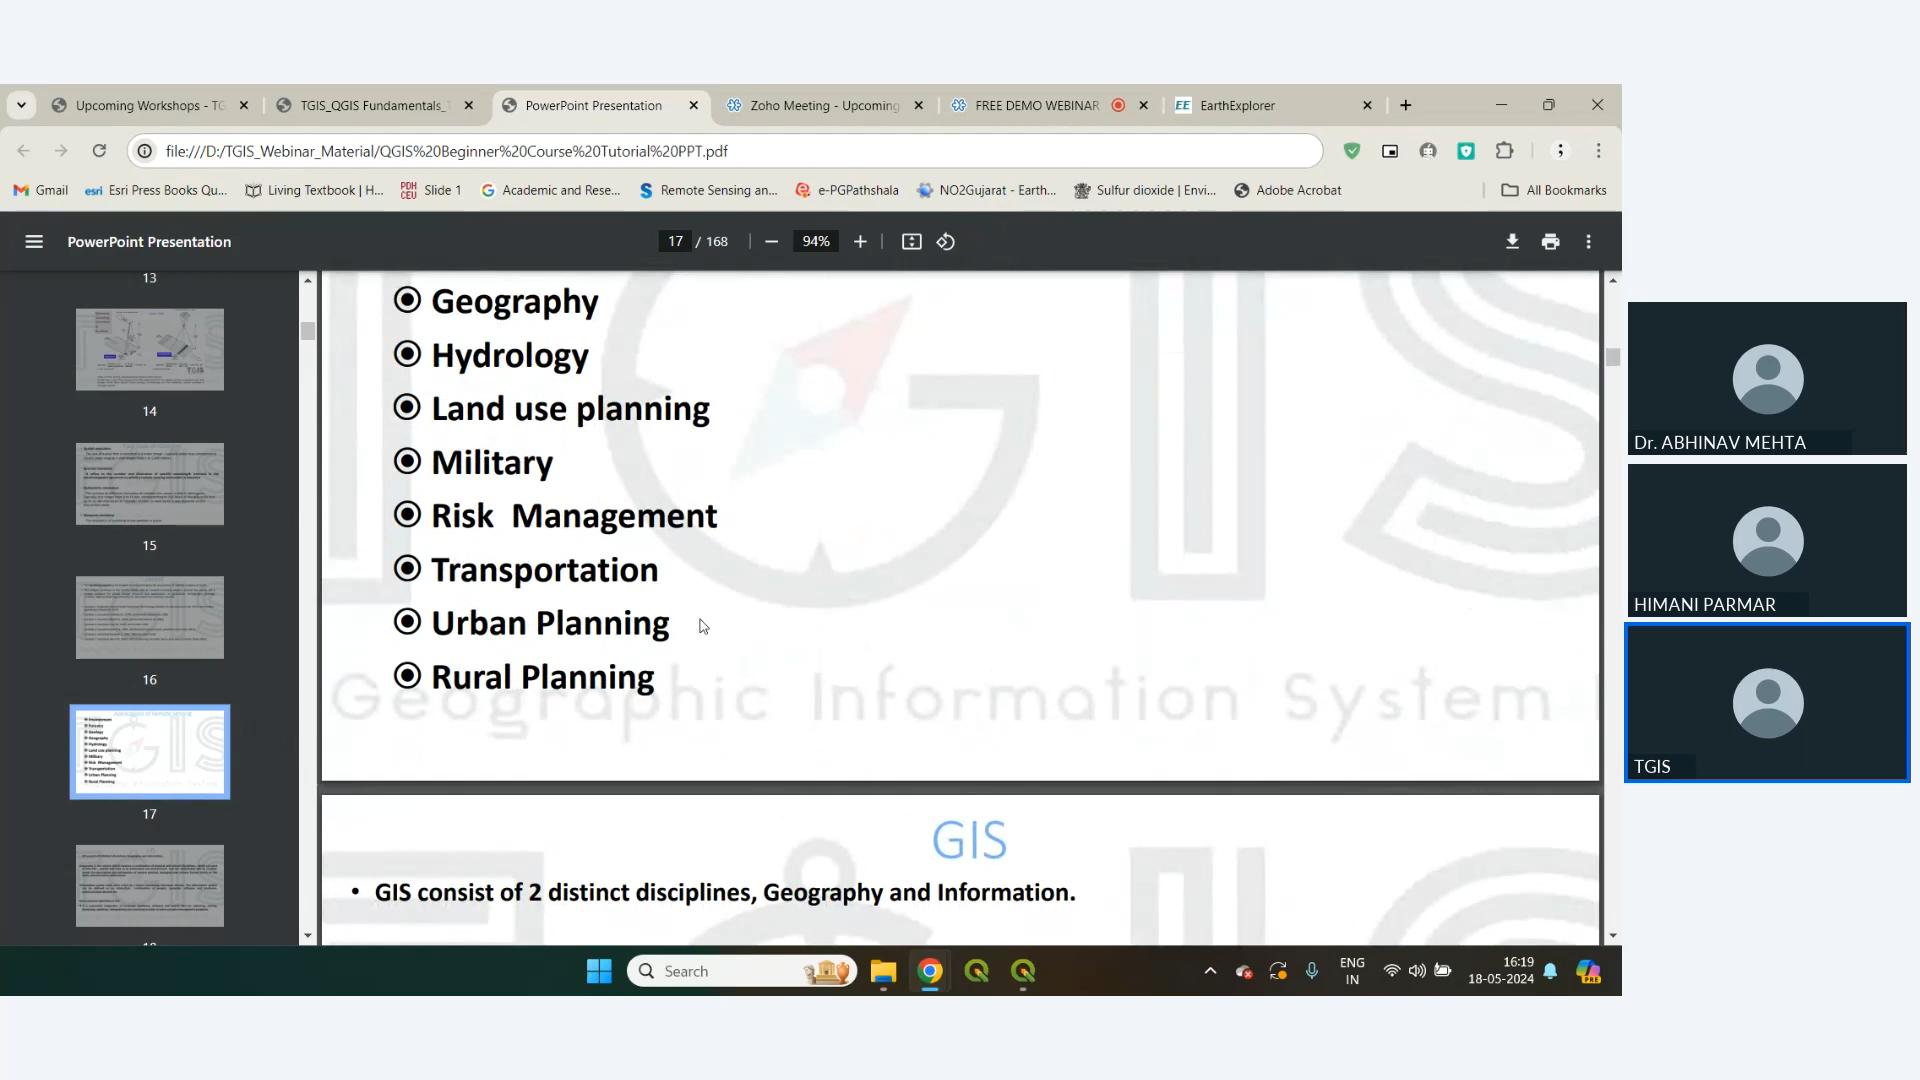 Upcoming Workshops - TG
TGIS_QGIS Fundamentals_
PowerPoint Presentation
Zoho Meeting - Upcoming
FREE DEMO WEBINAR
EE EarthExplorer
file:///D:/TGIS_Webinar_Material/QGIS%20Beginner%20Course%20Tutorial%20PPT.pdf
Gmail
esri Esri Press Books Qu...
Living Textbook | H...
PDH CEU Slide 1
Academic and Rese...
Remote Sensing an...
e-PGPathshala
NO2Gujarat - Earth...
Sulfur dioxide | Envi...
Adobe Acrobat
All Bookmarks
PowerPoint Presentation
17 / 168
94%
13
14
15
16
17
Geography
Hydrology
Land use planning
Military
Risk Management
Transportation
Urban Planning
Rural Planning
Geographic Information System
GIS
• GIS consist of 2 distinct disciplines, Geography and Information.
Dr. ABHINAV MEHTA
HIMANI PARMAR
TGIS
Search
ENG
IN
16:19
18-05-2024
PRE